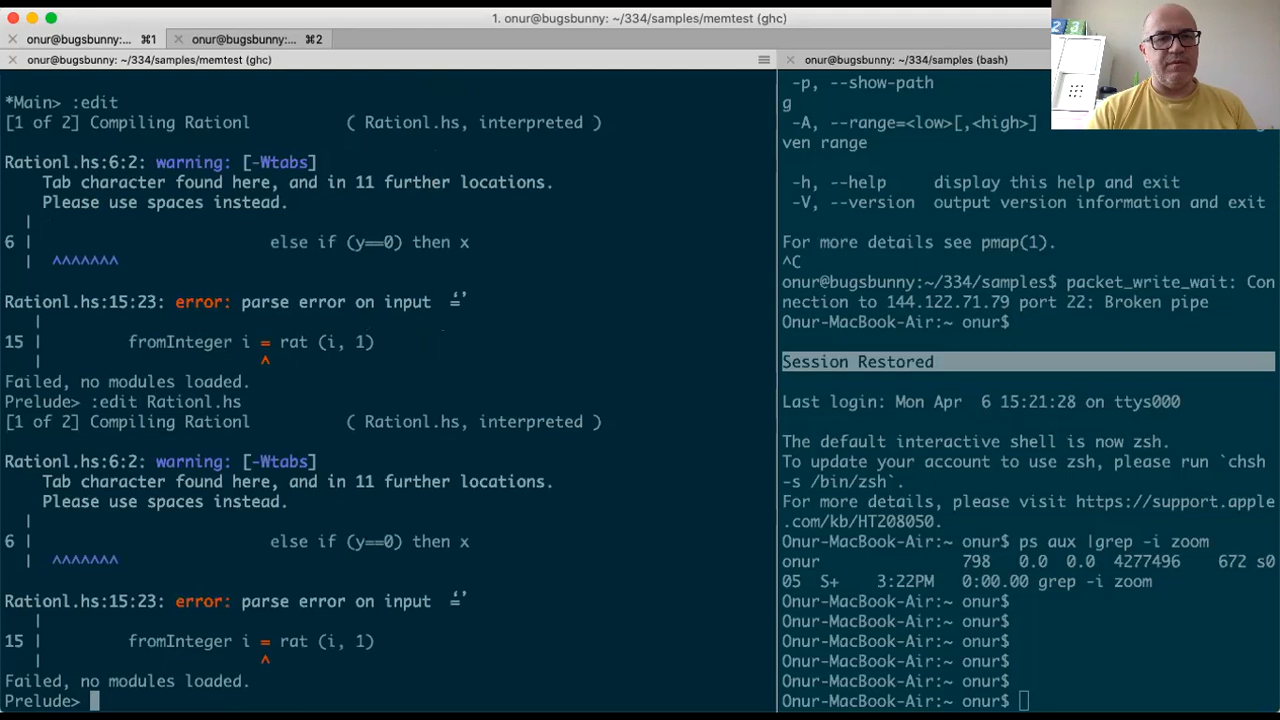 1. onur@bugsbunny: ~/334/samples/memtest (ghc)
onur@bugsbunny: ~/... ⌘1
onur@bugsbunny: ~/... ⌘2
onur@bugsbunny: ~/334/samples/memtest (ghc)
*Main> :edit
[1 of 2] Compiling Rationl ( Rationl.hs, interpreted )
Rationl.hs:6:2: warning: [-Wtabs]
Tab character found here, and in 11 further locations.
Please use spaces instead.
|
6 | else if (y==0) then x
| ^^^^^^^
Rationl.hs:15:23: error: parse error on input ‘=’
|
15 | fromInteger i = rat (i, 1)
| ^
Failed, no modules loaded.
Prelude> :edit Rationl.hs
[1 of 2] Compiling Rationl ( Rationl.hs, interpreted )
Rationl.hs:6:2: warning: [-Wtabs]
Tab character found here, and in 11 further locations.
Please use spaces instead.
|
6 | else if (y==0) then x
| ^^^^^^^
Rationl.hs:15:23: error: parse error on input ‘=’
|
15 | fromInteger i = rat (i, 1)
| ^
Failed, no modules loaded.
Prelude>
onur@bugsbunny: ~/334/samples (bash)
-p, --show-path
g
-A, --range=<low>[,<high>]
ven range
-h, --help display this help and exit
-V, --version output version information and exit
For more details see pmap(1).
^C
onur@bugsbunny:~/334/samples$ packet_write_wait: Con
nection to 144.122.71.79 port 22: Broken pipe
Onur-MacBook-Air:~ onur$
Session Restored
Last login: Mon Apr 6 15:21:28 on ttys000
The default interactive shell is now zsh.
To update your account to use zsh, please run `chsh
-s /bin/zsh`.
For more details, please visit https://support.apple
.com/kb/HT208050.
Onur-MacBook-Air:~ onur$ ps aux |grep -i zoom
onur 798 0.0 0.0 4277496 672 s0
05 S+ 3:22PM 0:00.00 grep -i zoom
Onur-MacBook-Air:~ onur$
Onur-MacBook-Air:~ onur$
Onur-MacBook-Air:~ onur$
Onur-MacBook-Air:~ onur$
Onur-MacBook-Air:~ onur$
Onur-MacBook-Air:~ onur$